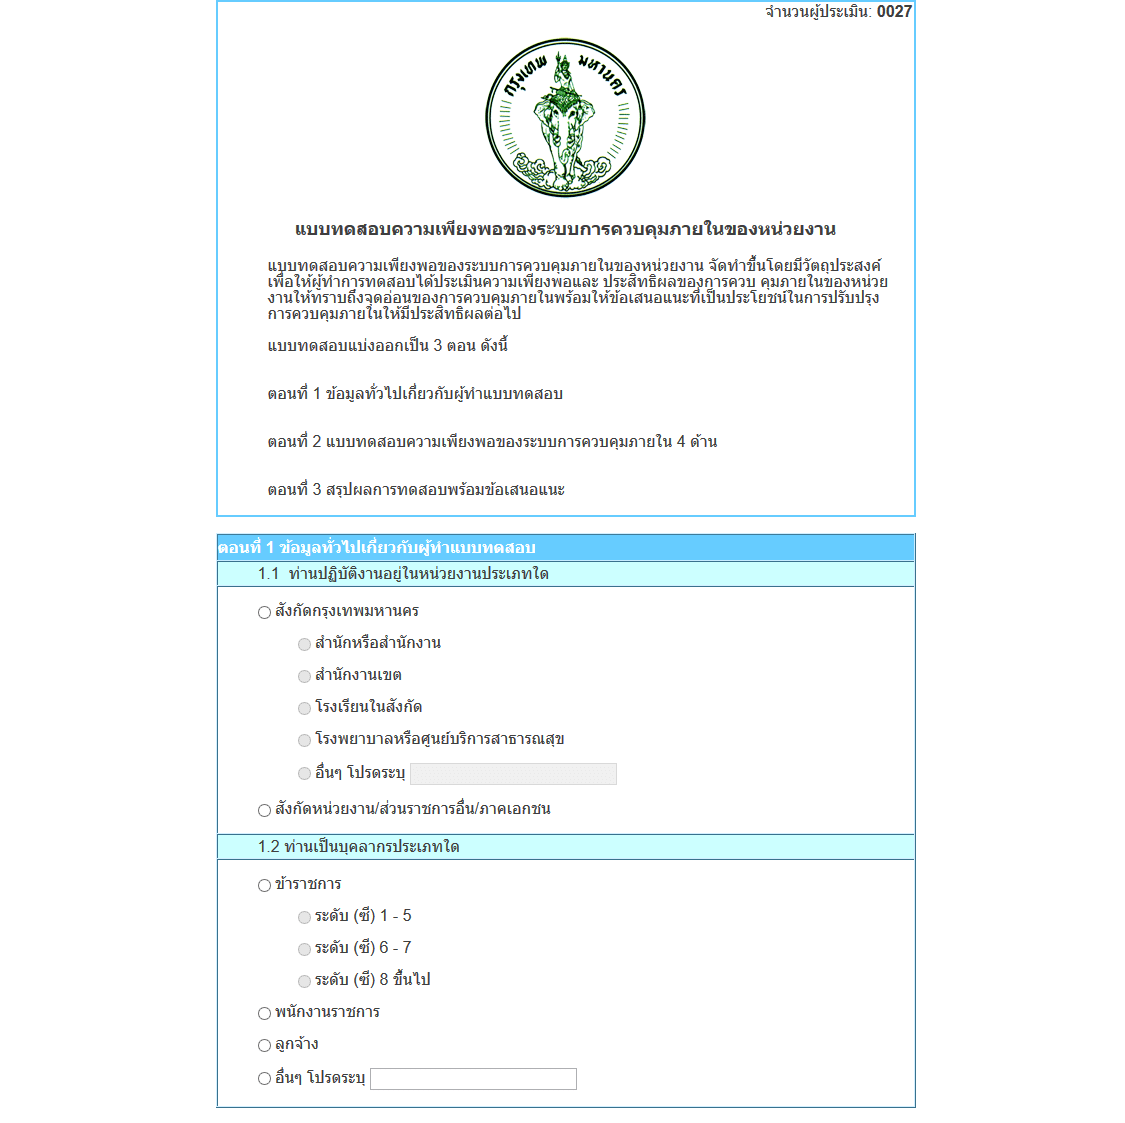 จำนวนผู้ประเมิน: 0027
กรุงเทพ มหานคร
แบบทดสอบความเพียงพอของระบบการควบคุมภายในของหน่วยงาน
แบบทดสอบความเพียงพอของระบบการควบคุมภายในของหน่วยงาน จัดทำขึ้นโดยมีวัตถุประสงค์
เพื่อให้ผู้ทำการทดสอบได้ประเมินความเพียงพอและ ประสิทธิผลของการควบ คุมภายในของหน่วย
งานให้ทราบถึงจุดอ่อนของการควบคุมภายในพร้อมให้ข้อเสนอแนะที่เป็นประโยชน์ในการปรับปรุง
การควบคุมภายในให้มีประสิทธิผลต่อไป
แบบทดสอบแบ่งออกเป็น 3 ตอน ดังนี้
ตอนที่ 1 ข้อมูลทั่วไปเกี่ยวกับผู้ทำแบบทดสอบ
ตอนที่ 2 แบบทดสอบความเพียงพอของระบบการควบคุมภายใน 4 ด้าน
ตอนที่ 3 สรุปผลการทดสอบพร้อมข้อเสนอแนะ
ตอนที่ 1 ข้อมูลทั่วไปเกี่ยวกับผู้ทำแบบทดสอบ
1.1 ท่านปฏิบัติงานอยู่ในหน่วยงานประเภทใด
สังกัดกรุงเทพมหานคร
สำนักหรือสำนักงาน
สำนักงานเขต
โรงเรียนในสังกัด
โรงพยาบาลหรือศูนย์บริการสาธารณสุข
อื่นๆ โปรดระบุ
สังกัดหน่วยงาน/ส่วนราชการอื่น/ภาคเอกชน
1.2 ท่านเป็นบุคลากรประเภทใด
ข้าราชการ
ระดับ (ซี) 1 - 5
ระดับ (ซี) 6 - 7
ระดับ (ซี) 8 ขึ้นไป
พนักงานราชการ
ลูกจ้าง
อื่นๆ โปรดระบุ